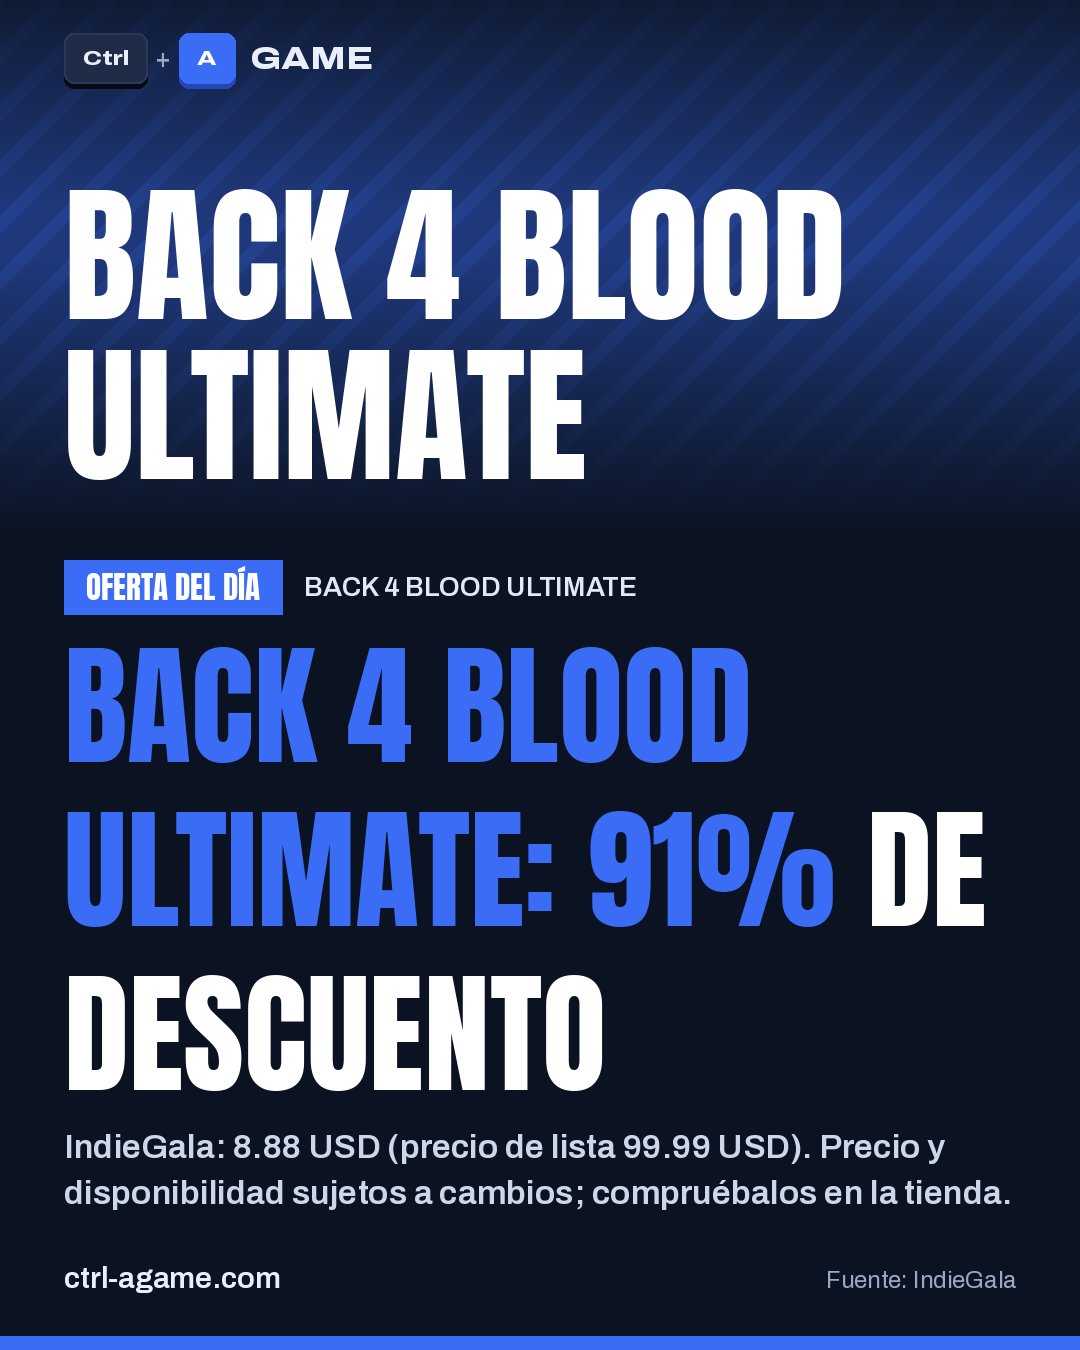 Ctrl + A GAME
BACK 4 BLOOD
ULTIMATE
OFERTA DEL DÍA BACK 4 BLOOD ULTIMATE
BACK 4 BLOOD
ULTIMATE: 91% DE
DESCUENTO
IndieGala: 8.88 USD (precio de lista 99.99 USD). Precio y
disponibilidad sujetos a cambios; compruébalos en la tienda.
ctrl-agame.com Fuente: IndieGala